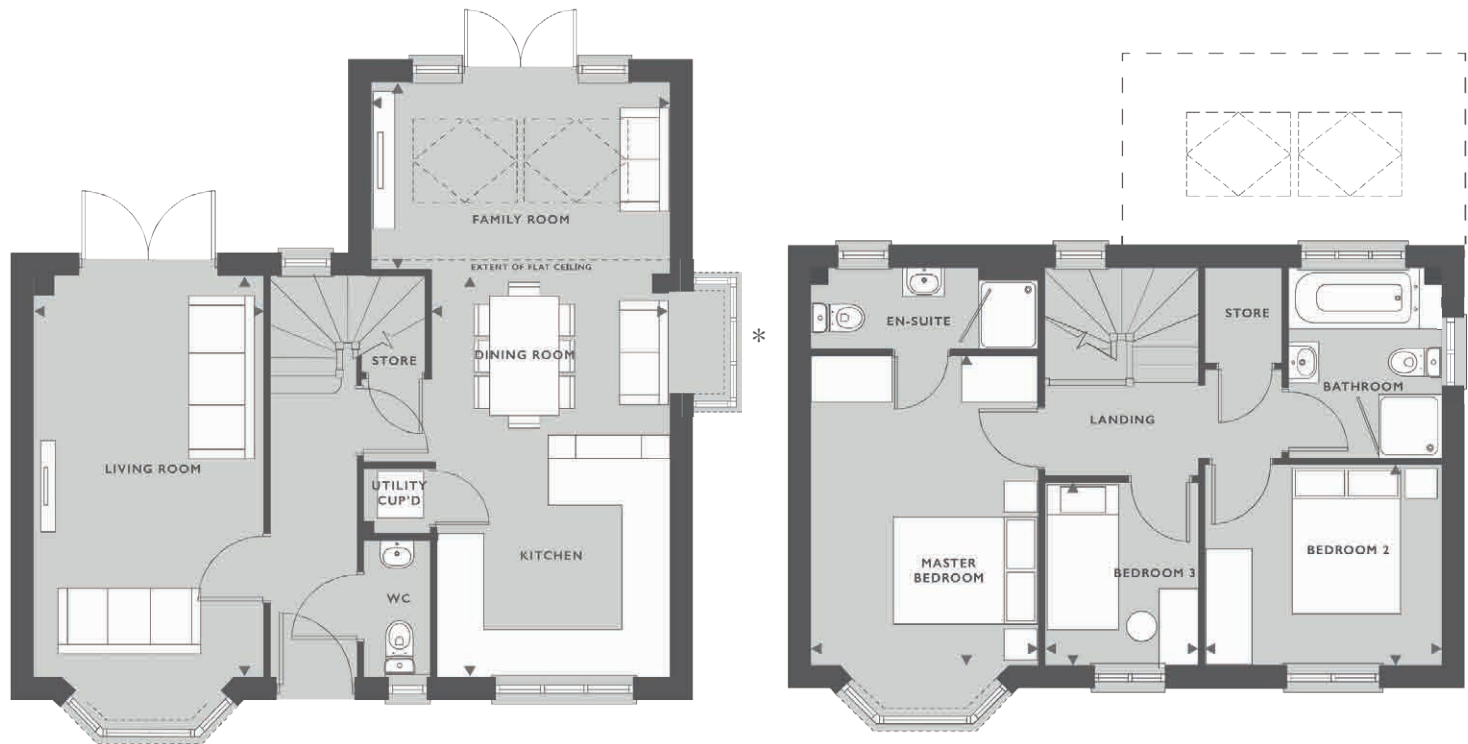 FAMILY ROOM
EXTENT OF FLAT CEILING
STORE
DINING ROOM
*
LIVING ROOM
UTILITY
CUP'D
KITCHEN
WC
EN-SUITE
STORE
BATHROOM
LANDING
MASTER
BEDROOM
BEDROOM 3
BEDROOM 2